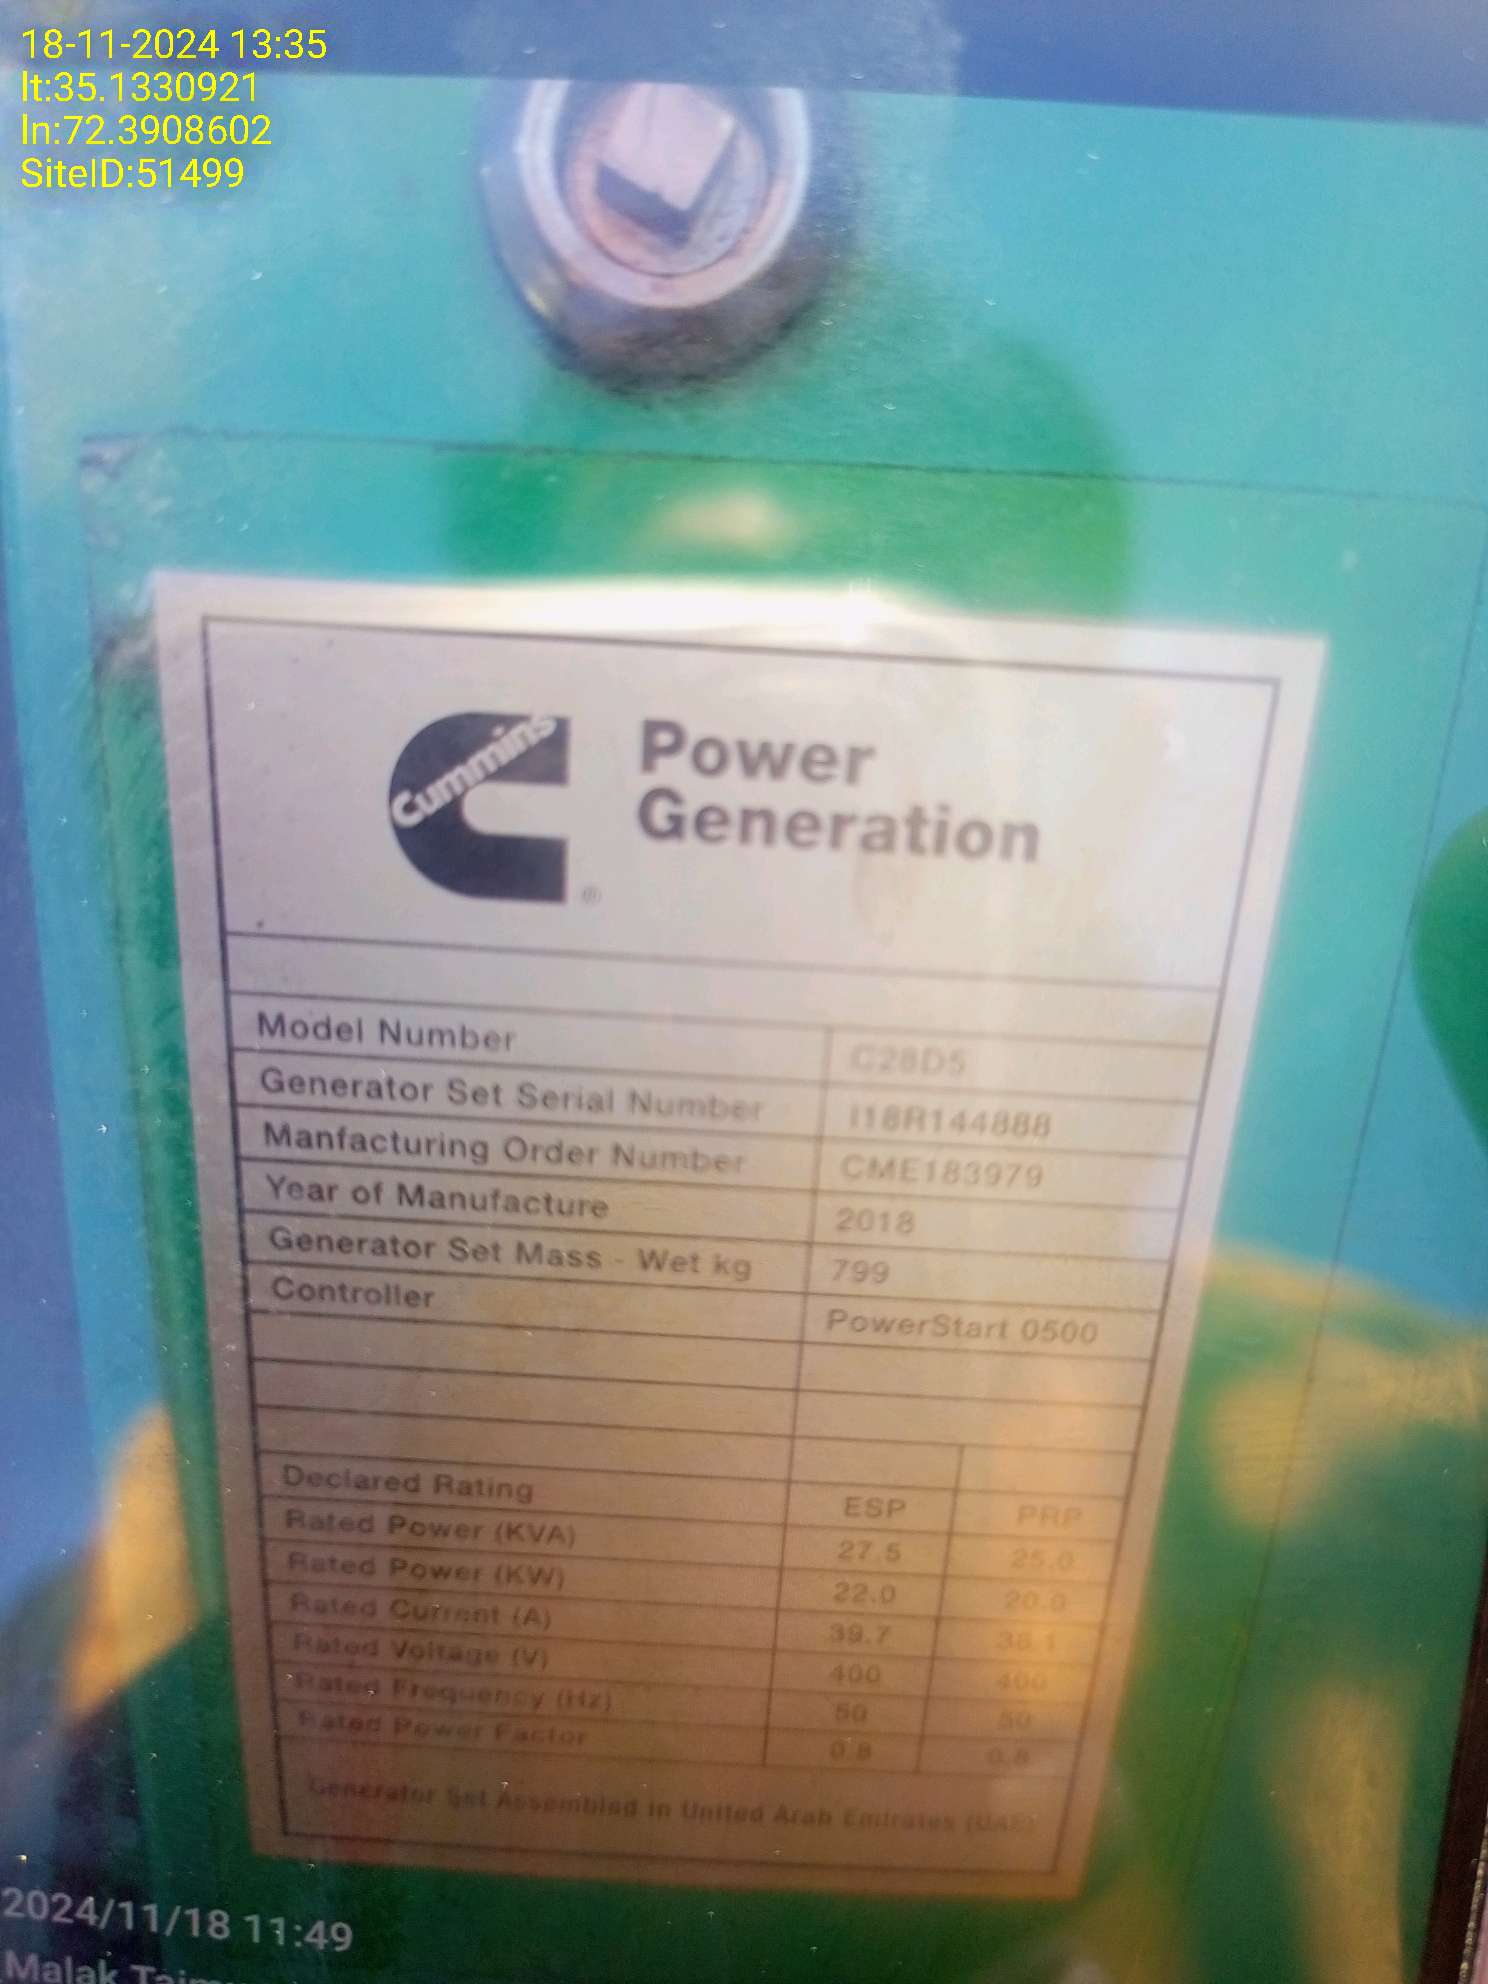 18-11-2024 13:35
lt:35.1330921
ln:72.3908602
SiteID:51499
Cummins
Power
Generation
®
Model Number C28D5
Generator Set Serial Number I18R144888
Manfacturing Order Number CME183979
Year of Manufacture 2018
Generator Set Mass - Wet kg 799
Controller PowerStart 0500
Declared Rating ESP PRP
Rated Power (KVA) 27.5 25.0
Rated Power (KW) 22.0 20.0
Rated Current (A) 39.7 36.1
Rated Voltage (V) 400 400
Rated Frequency (Hz) 50 50
Rated Power Factor 0.8 0.8
Generator Set Assembled in United Arab Emirates (UAE)
2024/11/18 11:49
Malak